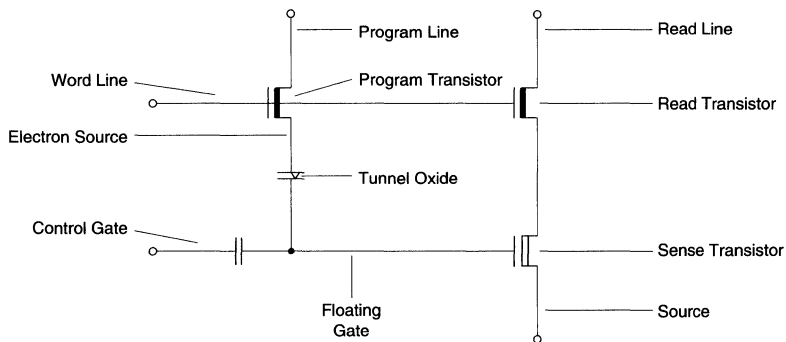 Program Line
Read Line
Word Line
Program Transistor
Read Transistor
Electron Source
Tunnel Oxide
Control Gate
Sense Transistor
Floating
Gate
Source